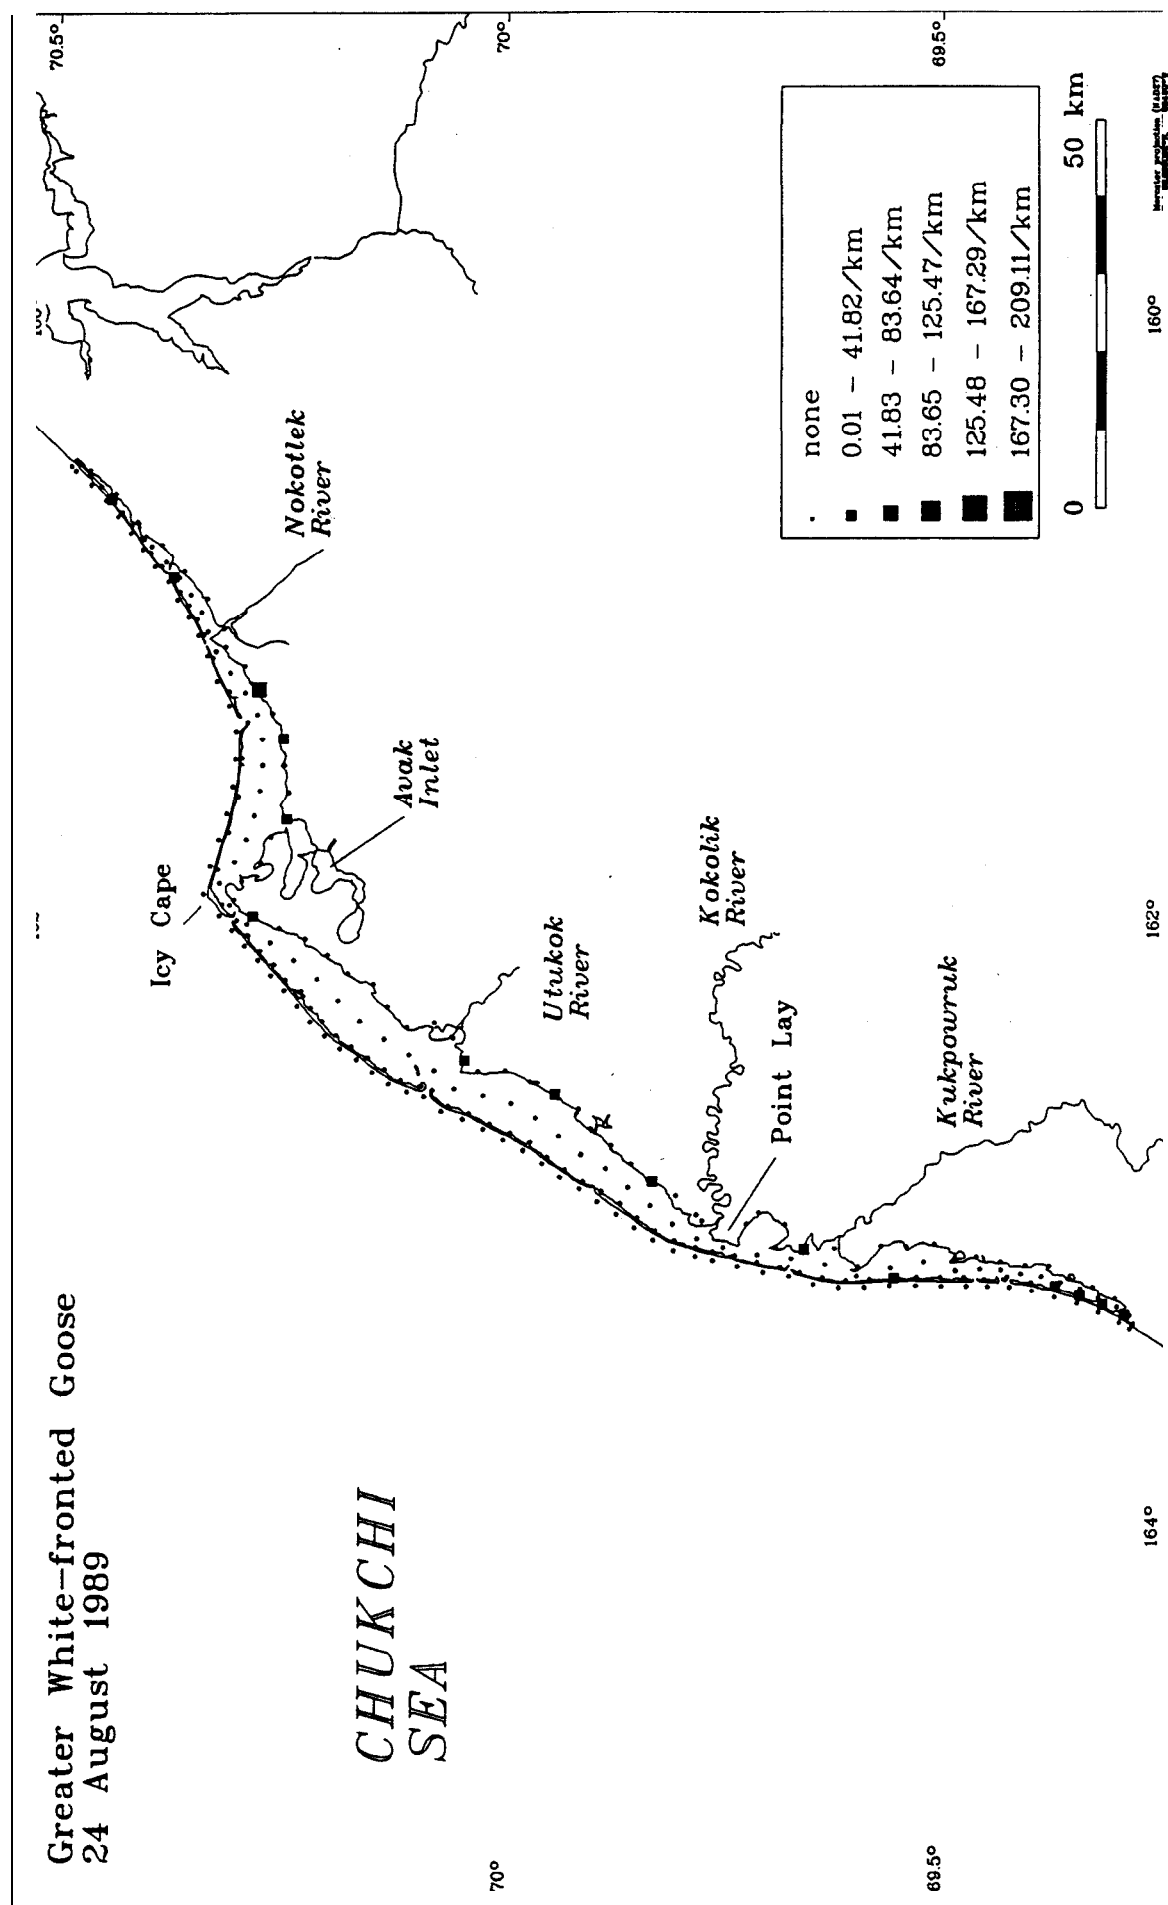 Greater White-fronted Goose
24 August 1989
CHUKCHI
SEA
Icy Cape
Nokotlek
River
Avak
Inlet
Utukok
River
Kokolik
River
Point Lay
Kukpowruk
River
none
0.01 - 41.82/km
41.83 - 83.64/km
83.65 - 125.47/km
125.48 - 167.29/km
167.30 - 209.11/km
0
50 km
70.5°
70°
69.5°
70°
69.5°
164°
162°
160°
Mercator projection